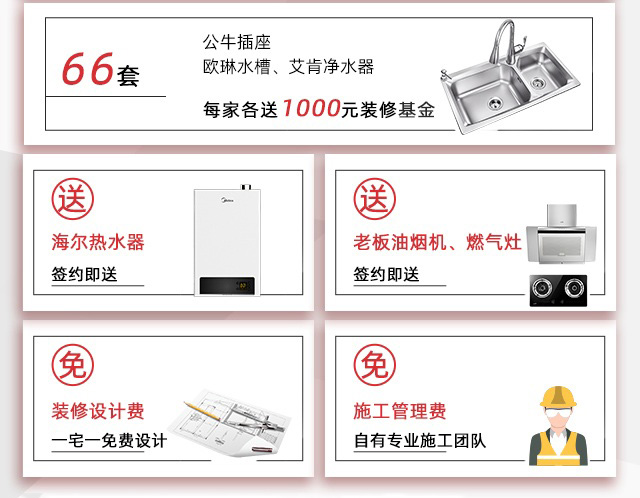 66套
公牛插座
欧琳水槽、艾肯净水器
每家各送1000元装修基金
送
海尔热水器
签约即送
Midea
送
老板油烟机、燃气灶
签约即送
免
装修设计费
一宅一免费设计
免
施工管理费
自有专业施工团队